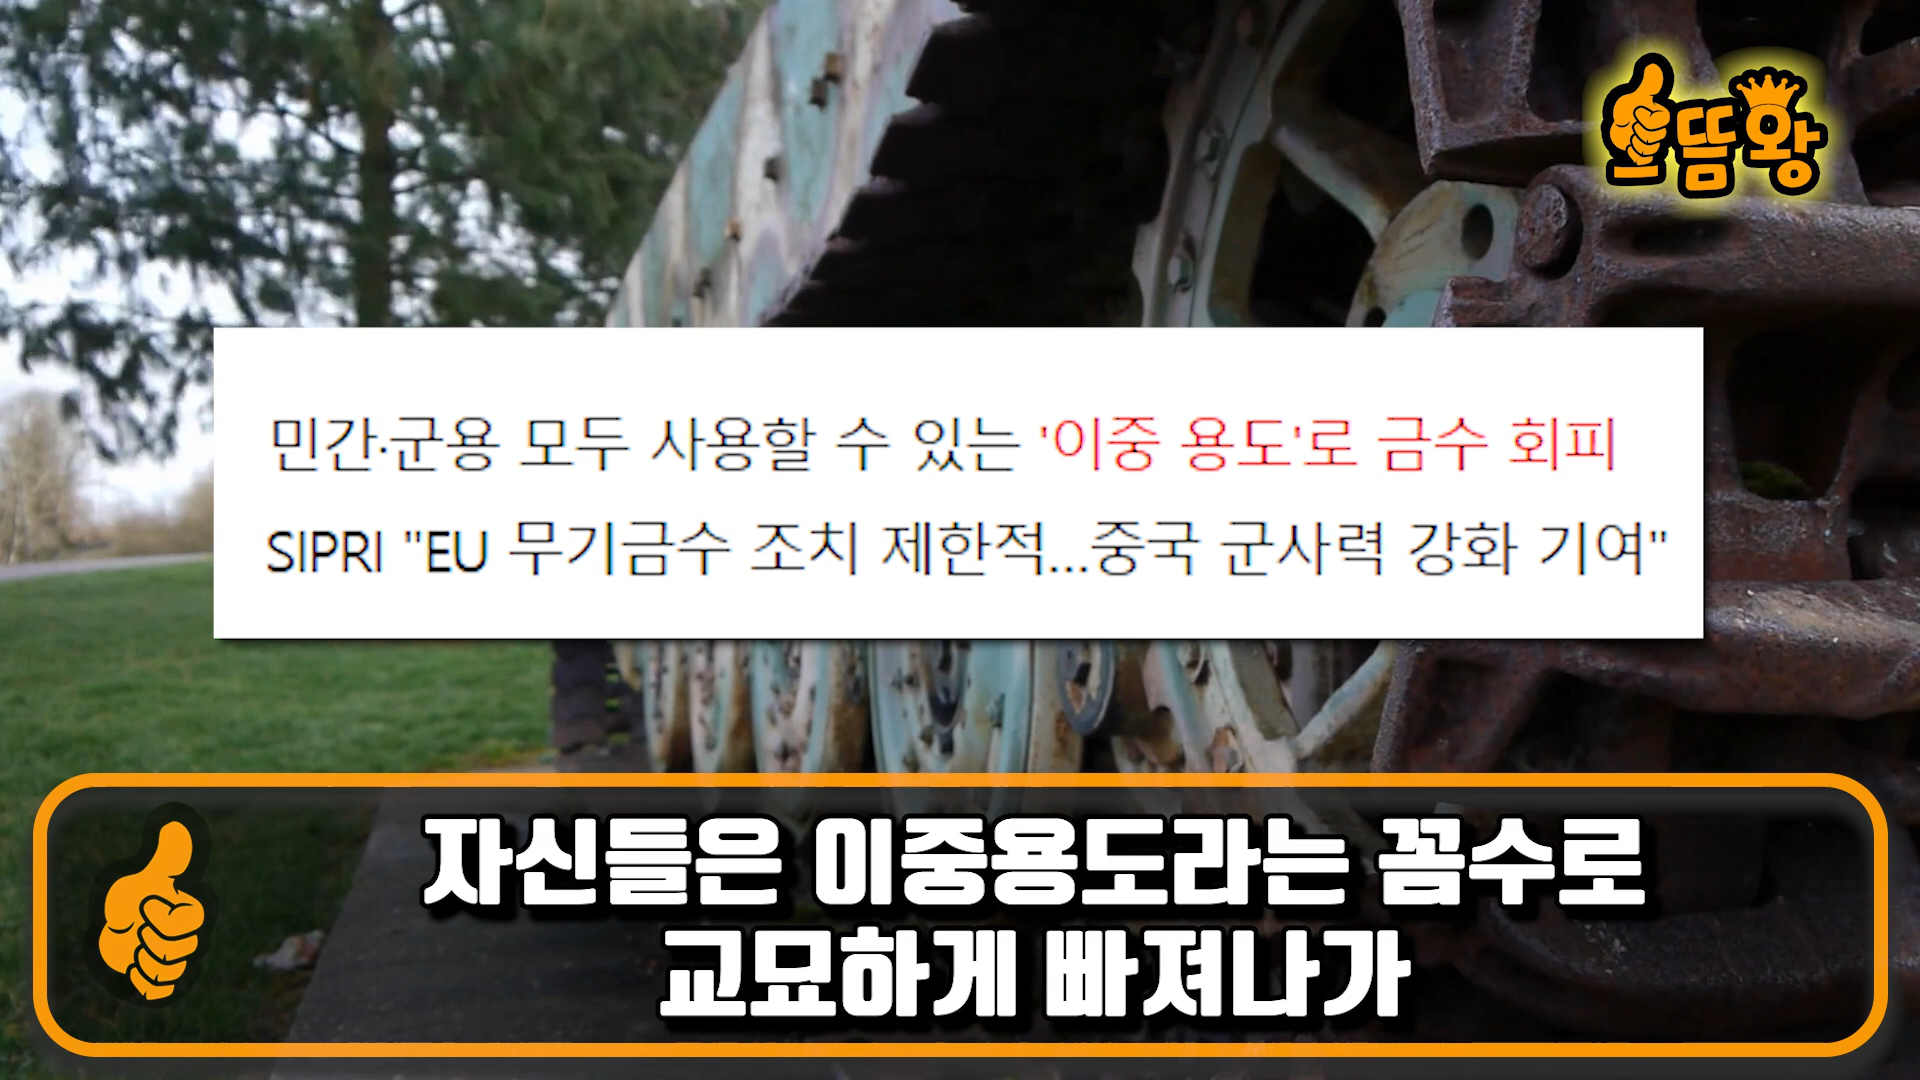 으뜸왕
민간·군용 모두 사용할 수 있는 '이중 용도'로 금수 회피
SIPRI "EU 무기금수 조치 제한적...중국 군사력 강화 기여"
자신들은 이중용도라는 꼼수로
교묘하게 빠져나가